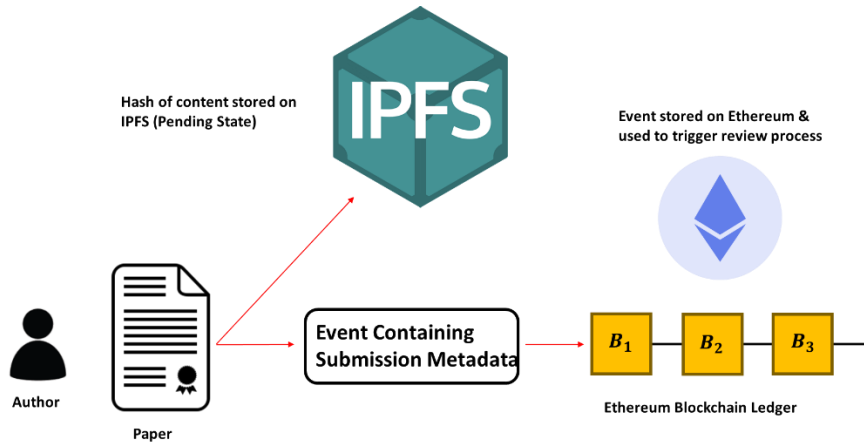 Hash of content stored on
IPFS (Pending State)
IPFS
Event stored on Ethereum &
used to trigger review process
Event Containing
Submission Metadata
B1
B2
B3
Author
Paper
Ethereum Blockchain Ledger